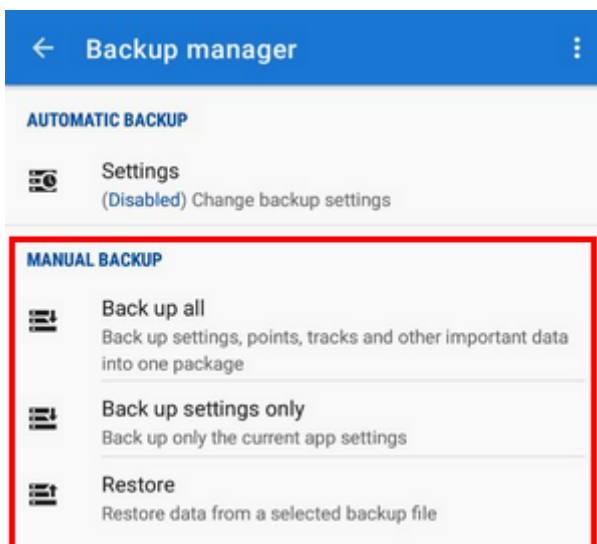 Backup manager
AUTOMATIC BACKUP
Settings
(Disabled) Change backup settings
MANUAL BACKUP
Back up all
Back up settings, points, tracks and other important data
into one package
Back up settings only
Back up only the current app settings
Restore
Restore data from a selected backup file